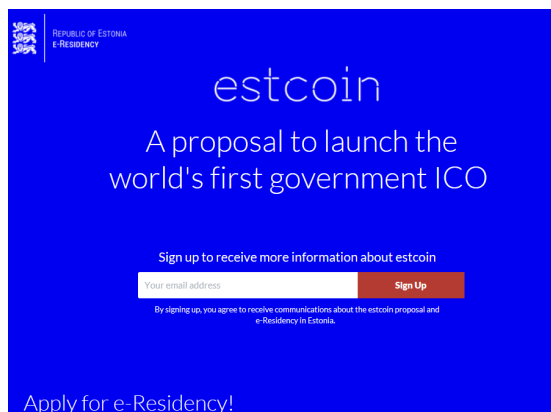 REPUBLIC OF ESTONIA
E-RESIDENCY
estcoin
A proposal to launch the
world's first government ICO
Sign up to receive more information about estcoin
Your email address
Sign Up
By signing up, you agree to receive communications about the estcoin proposal and
e-Residency in Estonia.
Apply for e-Residency!